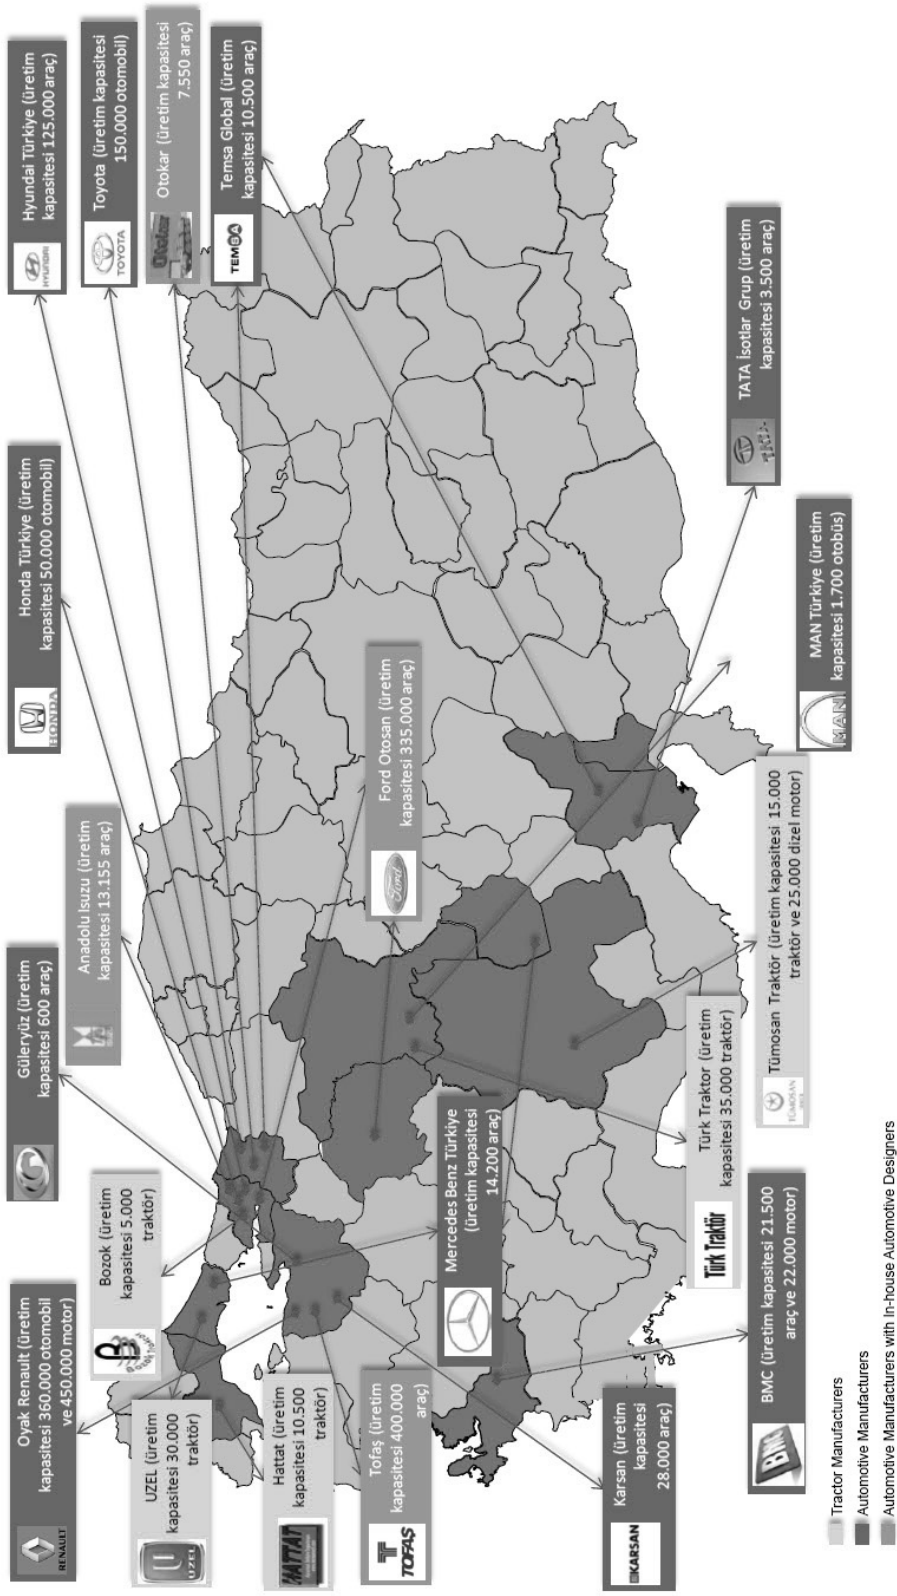 Oyak Renault (üretim
kapasitesi 360.000 otomobil
ve 450.000 motor)
RENAULT
Güleryüz (üretim
kapasitesi 600 araç)
Honda Türkiye (üretim
kapasitesi 50.000 otomobil)
HONDA
Hyundai Türkiye (üretim
kapasitesi 125.000 araç)
HYUNDAI
Toyota (üretim kapasitesi
150.000 otomobil)
TOYOTA
Otokar (üretim kapasitesi
7.550 araç)
Otokar
Temsa Global (üretim
kapasitesi 10.500 araç)
TEMSA
Anadolu Isuzu (üretim
kapasitesi 13.155 araç)
Bozok (üretim
kapasitesi 5.000
traktör)
UZEL (üretim
kapasitesi 30.000
traktör)
UZEL
Hattat (üretim
kapasitesi 10.500
traktör)
HATTAT
Tofaş (üretim
kapasitesi 400.000
araç)
TOFAŞ
Ford Otosan (üretim
kapasitesi 335.000 araç)
Ford
Mercedes Benz Türkiye
(üretim kapasitesi
14.200 araç)
Karsan (üretim
kapasitesi
28.000 araç)
KARSAN
Türk Traktor (üretim
kapasitesi 35.000 traktör)
Türk Traktör
BMC (üretim kapasitesi 21.500
araç ve 22.000 motor)
BMC
Tümosan Traktör (üretim kapasitesi 15.000
traktör ve 25.000 dizel motor)
TÜMOSAN
TATA İsotlar Grup (üretim
kapasitesi 3.500 araç)
TATA
MAN Türkiye (üretim
kapasitesi 1.700 otobüs)
MAN
Tractor Manufacturers
Automotive Manufacturers
Automotive Manufacturers with In-house Automotive Designers